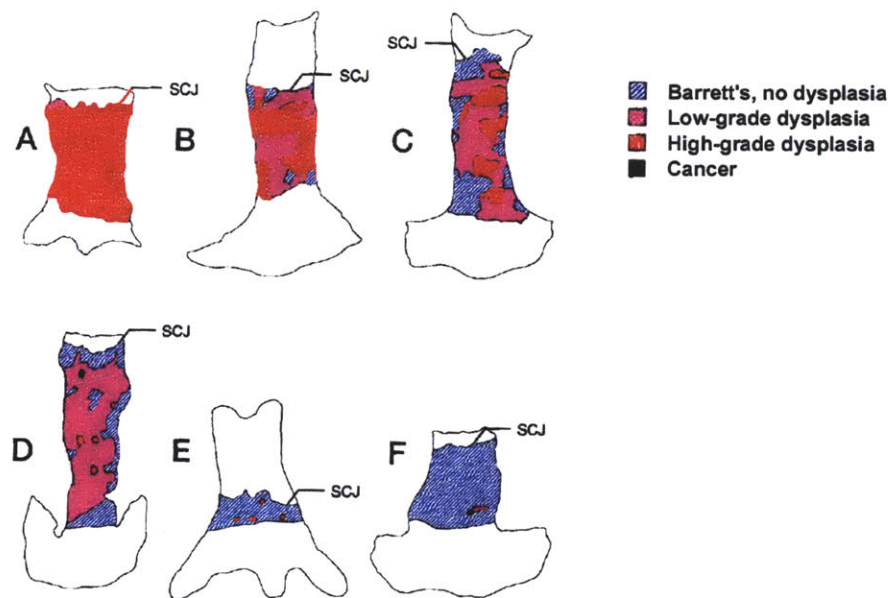 SCJ
SCJ
SCJ
A
B
C
Barrett's, no dysplasia
Low-grade dysplasia
High-grade dysplasia
Cancer
SCJ
SCJ
SCJ
D
E
F